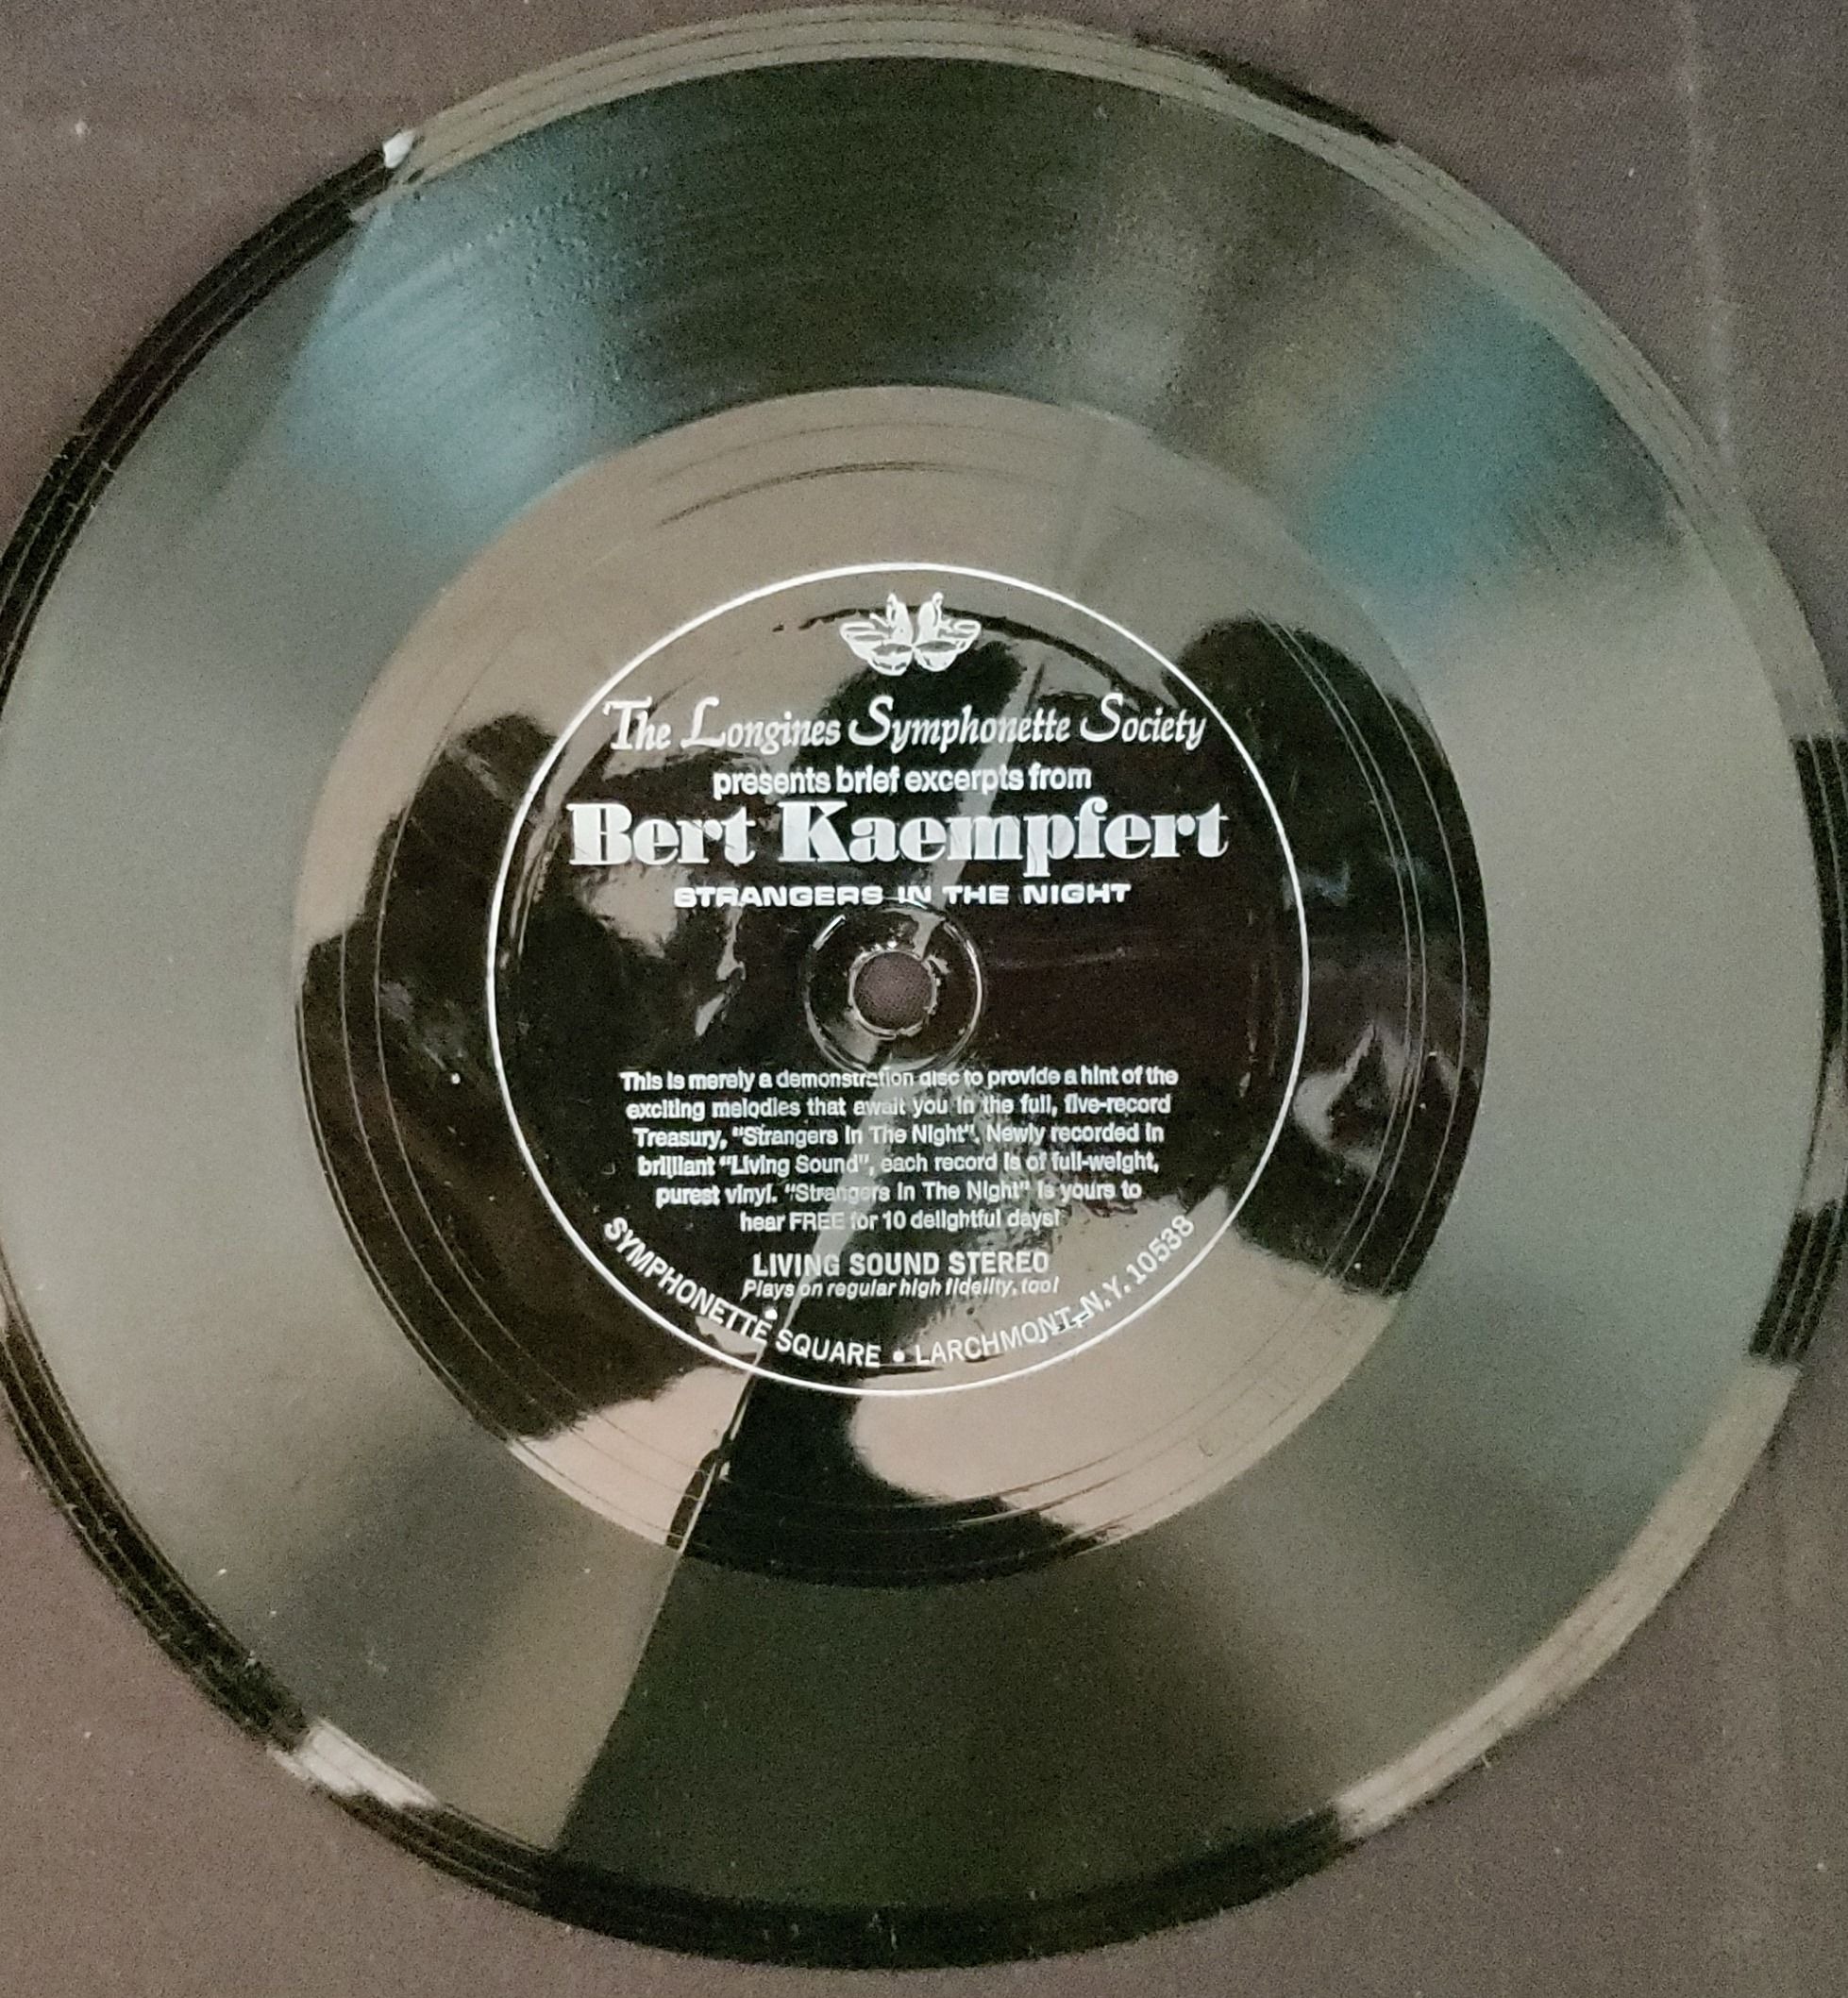 The Longines Symphonette Society
presents brief excerpts from
Bert Kaempfert
STRANGERS IN THE NIGHT
This is merely a demonstration disc to provide a hint of the
exciting melodies that await you in the full, five-record
Treasury, “Strangers In The Night”. Newly recorded in
brilliant “Living Sound”, each record is of full-weight,
purest vinyl. “Strangers In The Night” is yours to
hear FREE for 10 delightful days!
LIVING SOUND STEREO
Plays on regular high fidelity, too!
SYMPHONETTE SQUARE • LARCHMONT, N.Y. 10538